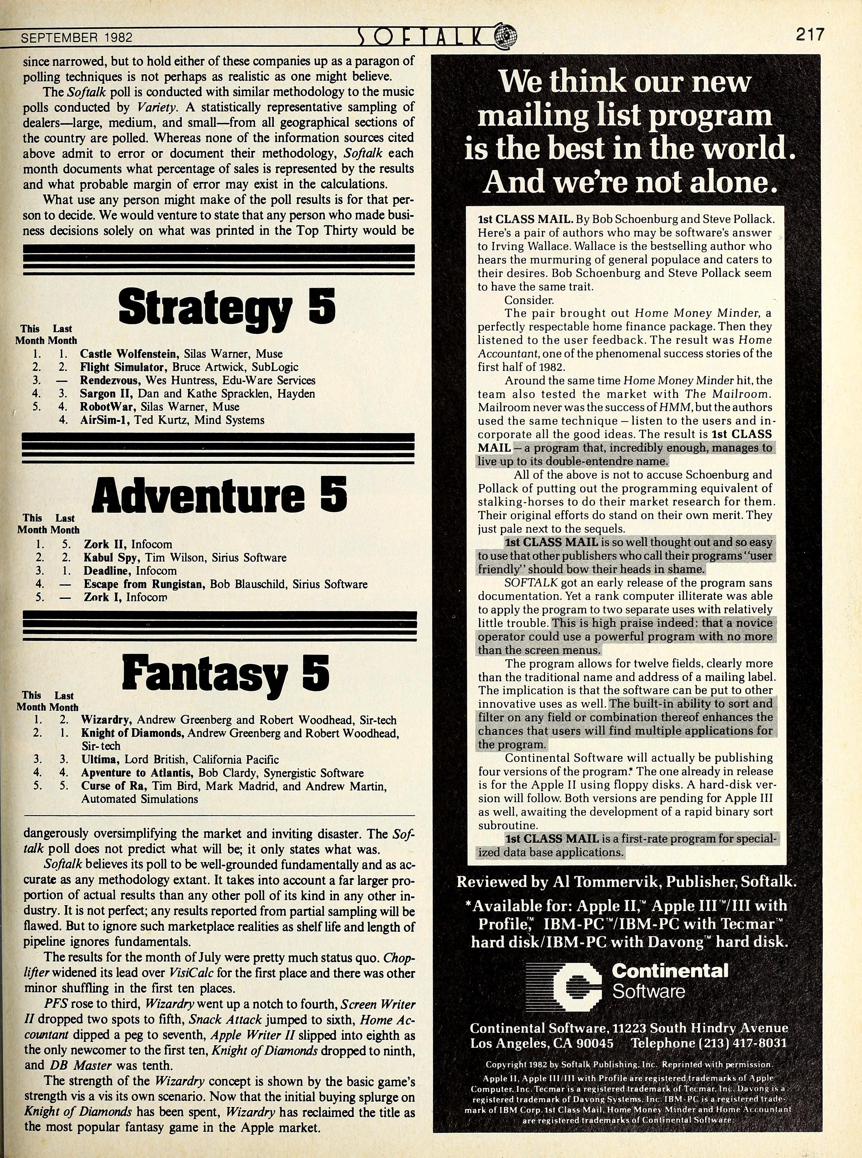 SEPTEMBER 1982
SOFTALK
217
since narrowed, but to hold either of these companies up as a paragon of
polling techniques is not perhaps as realistic as one might believe.
The Softalk poll is conducted with similar methodology to the music
polls conducted by Variety. A statistically representative sampling of
dealers—large, medium, and small—from all geographical sections of
the country are polled. Whereas none of the information sources cited
above admit to error or document their methodology, Softalk each
month documents what percentage of sales is represented by the results
and what probable margin of error may exist in the calculations.
What use any person might make of the poll results is for that per-
son to decide. We would venture to state that any person who made busi-
ness decisions solely on what was printed in the Top Thirty would be
Strategy 5
This Last
Month Month
1. 1. Castle Wolfenstein, Silas Warner, Muse
2. 2. Flight Simulator, Bruce Artwick, SubLogic
3. — Rendezvous, Wes Huntress, Edu-Ware Services
4. 3. Sargon II, Dan and Kathe Spracklen, Hayden
5. 4. RobotWar, Silas Warner, Muse
4. AirSim-1, Ted Kurtz, Mind Systems
Adventure 5
This Last
Month Month
1. 5. Zork II, Infocom
2. 2. Kabul Spy, Tim Wilson, Sirius Software
3. 1. Deadline, Infocom
4. — Escape from Rungistan, Bob Blauschild, Sirius Software
5. — Zork I, Infocom
Fantasy 5
This Last
Month Month
1. 2. Wizardry, Andrew Greenberg and Robert Woodhead, Sir-tech
2. 1. Knight of Diamonds, Andrew Greenberg and Robert Woodhead,
Sir-tech
3. 3. Ultima, Lord British, California Pacific
4. 4. Apventure to Atlantis, Bob Clardy, Synergistic Software
5. 5. Curse of Ra, Tim Bird, Mark Madrid, and Andrew Martin,
Automated Simulations
dangerously oversimplifying the market and inviting disaster. The Sof-
talk poll does not predict what will be; it only states what was.
Softalk believes its poll to be well-grounded fundamentally and as ac-
curate as any methodology extant. It takes into account a far larger pro-
portion of actual results than any other poll of its kind in any other in-
dustry. It is not perfect; any results reported from partial sampling will be
flawed. But to ignore such marketplace realities as shelf life and length of
pipeline ignores fundamentals.
The results for the month of July were pretty much status quo. Chop-
lifter widened its lead over VisiCalc for the first place and there was other
minor shuffling in the first ten places.
PFS rose to third, Wizardry went up a notch to fourth, Screen Writer
II dropped two spots to fifth, Snack Attack jumped to sixth, Home Ac-
countant dipped a peg to seventh, Apple Writer II slipped into eighth as
the only newcomer to the first ten, Knight of Diamonds dropped to ninth,
and DB Master was tenth.
The strength of the Wizardry concept is shown by the basic game's
strength vis a vis its own scenario. Now that the initial buying splurge on
Knight of Diamonds has been spent, Wizardry has reclaimed the title as
the most popular fantasy game in the Apple market.
We think our new
mailing list program
is the best in the world.
And we're not alone.
1st CLASS MAIL. By Bob Schoenburg and Steve Pollack.
Here's a pair of authors who may be software's answer
to Irving Wallace. Wallace is the bestselling author who
hears the murmuring of general populace and caters to
their desires. Bob Schoenburg and Steve Pollack seem
to have the same trait.
Consider.
The pair brought out Home Money Minder, a
perfectly respectable home finance package. Then they
listened to the user feedback. The result was Home
Accountant, one of the phenomenal success stories of the
first half of 1982.
Around the same time Home Money Minder hit, the
team also tested the market with The Mailroom.
Mailroom never was the success of HMM, but the authors
used the same technique – listen to the users and in-
corporate all the good ideas. The result is 1st CLASS
MAIL – a program that, incredibly enough, manages to
live up to its double-entendre name.
All of the above is not to accuse Schoenburg and
Pollack of putting out the programming equivalent of
stalking-horses to do their market research for them.
Their original efforts do stand on their own merit. They
just pale next to the sequels.
1st CLASS MAIL is so well thought out and so easy
to use that other publishers who call their programs "user
friendly" should bow their heads in shame.
SOFTALK got an early release of the program sans
documentation. Yet a rank computer illiterate was able
to apply the program to two separate uses with relatively
little trouble. This is high praise indeed: that a novice
operator could use a powerful program with no more
than the screen menus.
The program allows for twelve fields, clearly more
than the traditional name and address of a mailing label.
The implication is that the software can be put to other
innovative uses as well. The built-in ability to sort and
filter on any field or combination thereof enhances the
chances that users will find multiple applications for
the program.
Continental Software will actually be publishing
four versions of the program.* The one already in release
is for the Apple II using floppy disks. A hard-disk ver-
sion will follow. Both versions are pending for Apple III
as well, awaiting the development of a rapid binary sort
subroutine.
1st CLASS MAIL is a first-rate program for special-
ized data base applications.
Reviewed by Al Tommervik, Publisher, Softalk.
*Available for: Apple II,™ Apple III™/III with
Profile,™ IBM-PC™/IBM-PC with Tecmar™
hard disk/IBM-PC with Davong™ hard disk.
Continental
Software
Continental Software, 11223 South Hindry Avenue
Los Angeles, CA 90045 Telephone (213) 417-8031
Copyright 1982 by Softalk Publishing, Inc. Reprinted with permission.
Apple II, Apple III/III with Profile are registered trademarks of Apple
Computer, Inc. Tecmar is a registered trademark of Tecmar, Inc. Davong is a
registered trademark of Davong Systems, Inc. IBM-PC is a registered trade-
mark of IBM Corp. 1st Class Mail, Home Money Minder and Home Accountant
are registered trademarks of Continental Software.